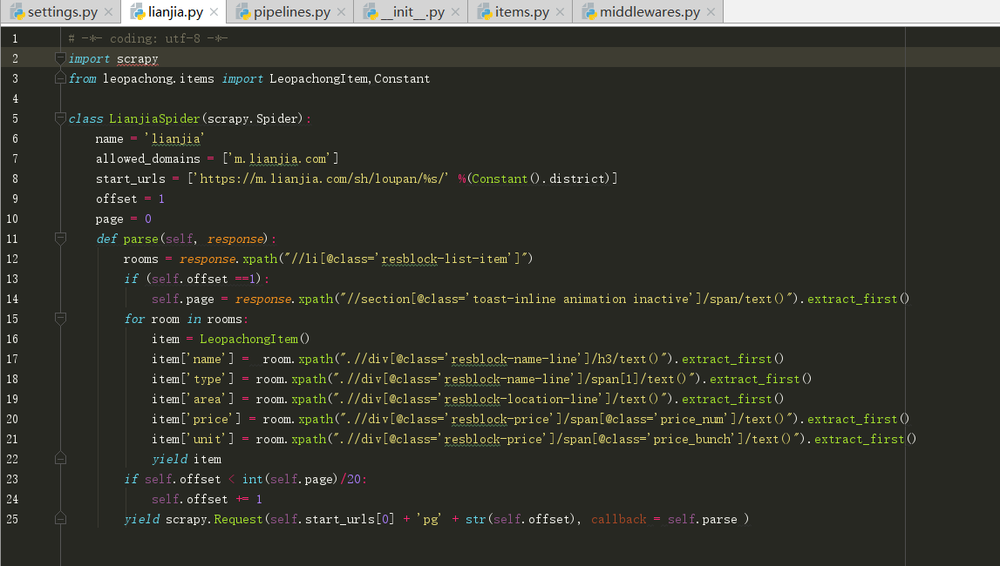 settings.py lianjia.py pipelines.py __init__.py items.py middlewares.py
1 # -*- coding: utf-8 -*-
2 import scrapy
3 from leopachong.items import LeopachongItem,Constant
4
5 class LianjiaSpider(scrapy.Spider):
6 name = 'lianjia'
7 allowed_domains = ['m.lianjia.com']
8 start_urls = ['https://m.lianjia.com/sh/loupan/%s/' %(Constant().district)]
9 offset = 1
10 page = 0
11 def parse(self, response):
12 rooms = response.xpath("//li[@class='resblock-list-item']")
13 if (self.offset ==1):
14 self.page = response.xpath("//section[@class='toast-inline animation inactive']/span/text()").extract_first()
15 for room in rooms:
16 item = LeopachongItem()
17 item['name'] =  room.xpath(".//div[@class='resblock-name-line']/h3/text()").extract_first()
18 item['type'] = room.xpath(".//div[@class='resblock-name-line']/span[1]/text()").extract_first()
19 item['area'] = room.xpath(".//div[@class='resblock-location-line']/text()").extract_first()
20 item['price'] = room.xpath(".//div[@class='resblock-price']/span[@class='price_num']/text()").extract_first()
21 item['unit'] = room.xpath(".//div[@class='resblock-price']/span[@class='price_bunch']/text()").extract_first()
22 yield item
23 if self.offset < int(self.page)/20:
24 self.offset += 1
25 yield scrapy.Request(self.start_urls[0] + 'pg' + str(self.offset), callback = self.parse )